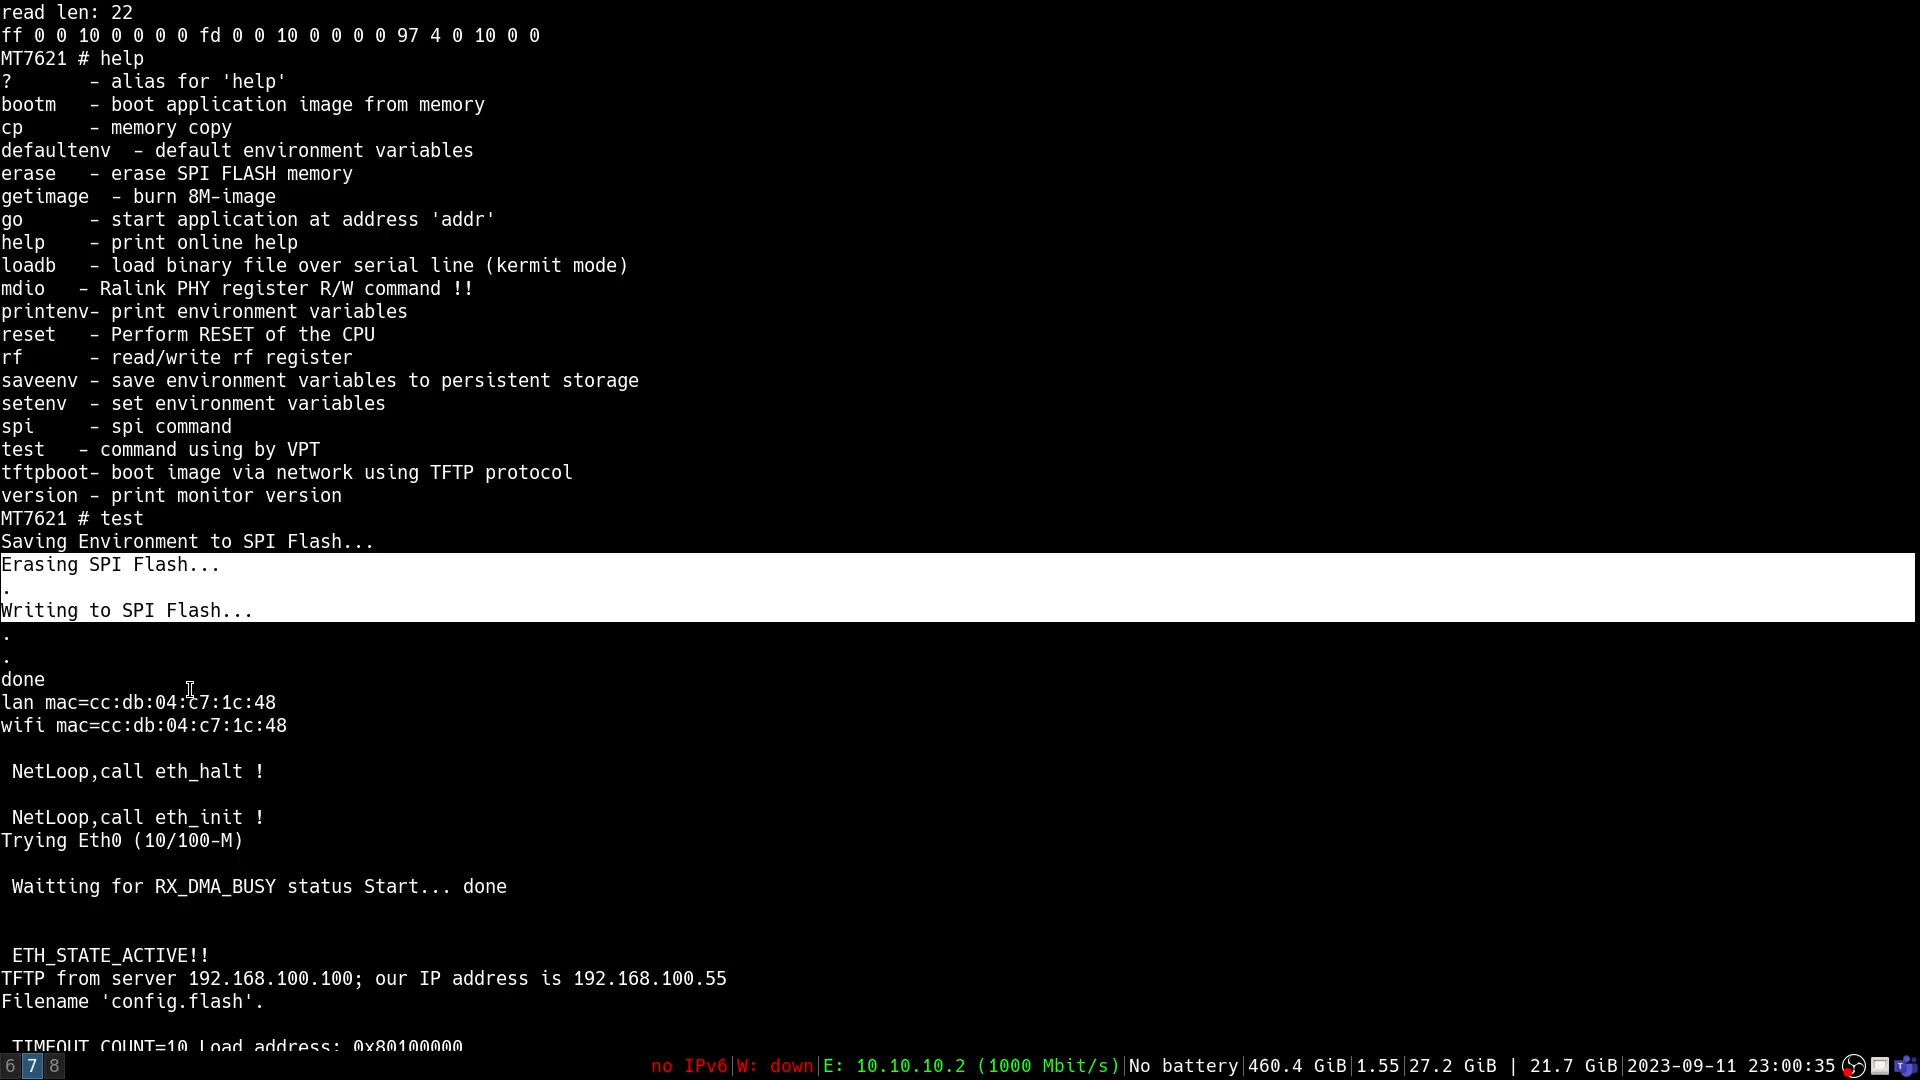 read len: 22
ff 0 0 10 0 0 0 0 fd 0 0 10 0 0 0 0 97 4 0 10 0 0
MT7621 # help
?       - alias for 'help'
bootm   - boot application image from memory
cp      - memory copy
defaultenv  - default environment variables
erase   - erase SPI FLASH memory
getimage  - burn 8M-image
go      - start application at address 'addr'
help    - print online help
loadb   - load binary file over serial line (kermit mode)
mdio   - Ralink PHY register R/W command !!
printenv- print environment variables
reset   - Perform RESET of the CPU
rf      - read/write rf register
saveenv - save environment variables to persistent storage
setenv  - set environment variables
spi     - spi command
test   - command using by VPT
tftpboot- boot image via network using TFTP protocol
version - print monitor version
MT7621 # test
Saving Environment to SPI Flash...
Erasing SPI Flash...
.
Writing to SPI Flash...
.
.
done
lan mac=cc:db:04:c7:1c:48
wifi mac=cc:db:04:c7:1c:48
NetLoop,call eth_halt !
NetLoop,call eth_init !
Trying Eth0 (10/100-M)
Waitting for RX_DMA_BUSY status Start... done
ETH_STATE_ACTIVE!!
TFTP from server 192.168.100.100; our IP address is 192.168.100.55
Filename 'config.flash'.
TIMEOUT_COUNT=10,Load address: 0x80100000
6 7 8 no IPv6|W: down|E: 10.10.10.2 (1000 Mbit/s)|No battery|460.4 GiB|1.55|27.2 GiB | 21.7 GiB|2023-09-11 23:00:35